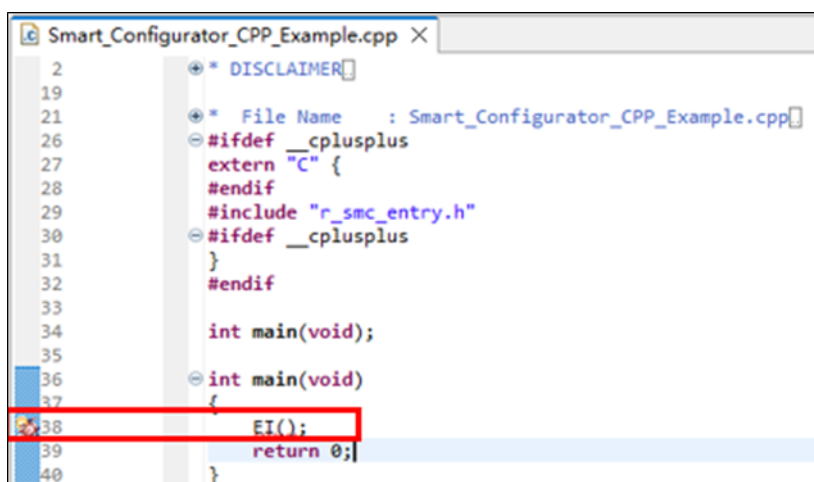 Smart_Configurator_CPP_Example.cpp
2 * DISCLAIMER
19
21 * File Name : Smart_Configurator_CPP_Example.cpp
26 #ifdef __cplusplus
27 extern "C" {
28 #endif
29 #include "r_smc_entry.h"
30 #ifdef __cplusplus
31 }
32 #endif
33
34 int main(void);
35
36 int main(void)
37 {
38 EI();
39 return 0;
40 }